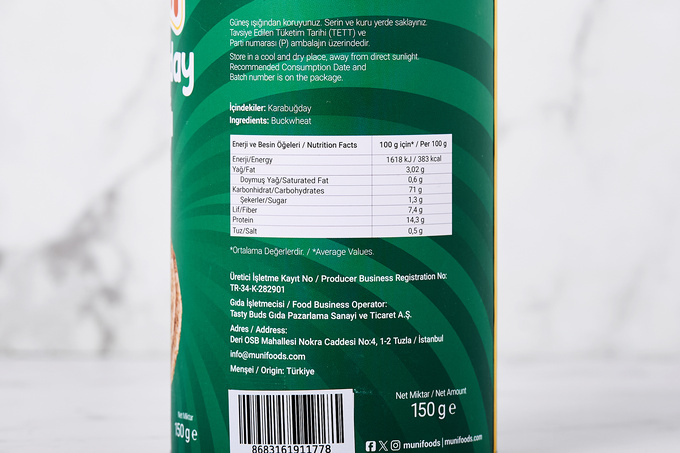 day
Güneş ışığından koruyunuz. Serin ve kuru yerde saklayınız.
Tavsiye Edilen Tüketim Tarihi (TETT) ve
Parti numarası (P) ambalajın üzerindedir.
Store in a cool and dry place, away from direct sunlight.
Recommended Consumption Date and
Batch number is on the package.
İçindekiler: Karabuğday
Ingredients: Buckwheat
Enerji ve Besin Öğeleri / Nutrition Facts 100 g için* / Per 100 g
Enerji/Energy 1618 kJ / 383 kcal
Yağ/Fat 3,02 g
Doymuş Yağ/Saturated Fat 0,6 g
Karbonhidrat/Carbohydrates 71 g
Şekerler/Sugar 1,3 g
Lif/Fiber 7,4 g
Protein 14,3 g
Tuz/Salt 0,5 g
*Ortalama Değerlerdir. / *Average Values.
Üretici İşletme Kayıt No / Producer Business Registration No:
TR-34-K-282901
Gıda İşletmecisi / Food Business Operator:
Tasty Buds Gıda Pazarlama Sanayi ve Ticaret A.Ş.
Adres / Address:
Deri OSB Mahallesi Nokra Caddesi No:4, 1-2 Tuzla / İstanbul
info@munifoods.com
Menşei / Origin: Türkiye
Net Miktar / Net Amount
150 g e
Net Miktar
150 g e
8683161911778
munifoods | munifoods.com